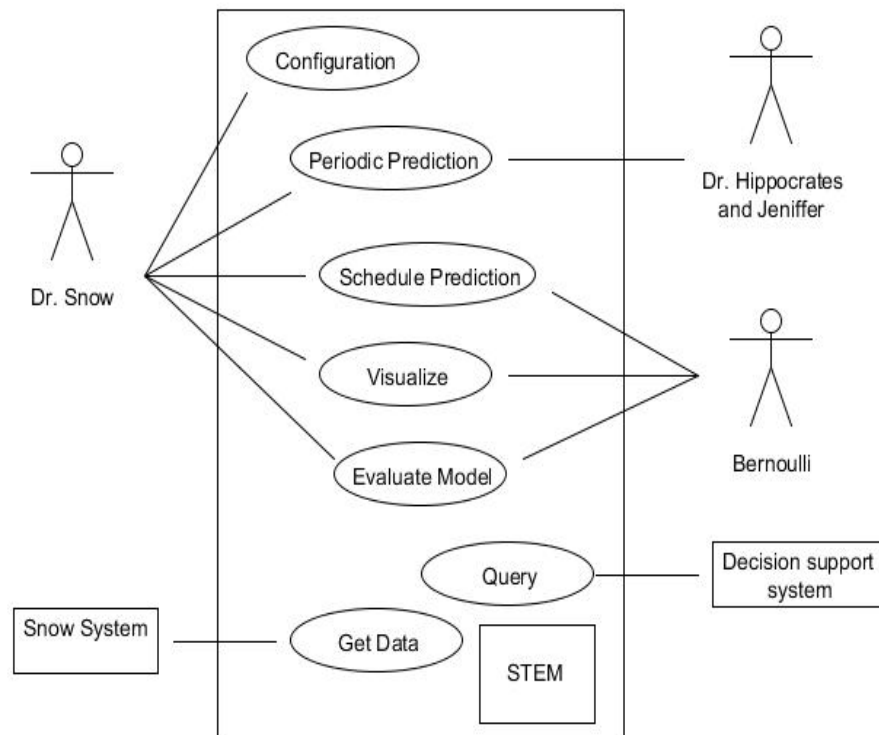 Configuration
Periodic Prediction
Dr. Hippocrates
and Jeniffer
Schedule Prediction
Dr. Snow
Visualize
Bernoulli
Evaluate Model
Query
Decision support
system
Snow System
Get Data
STEM